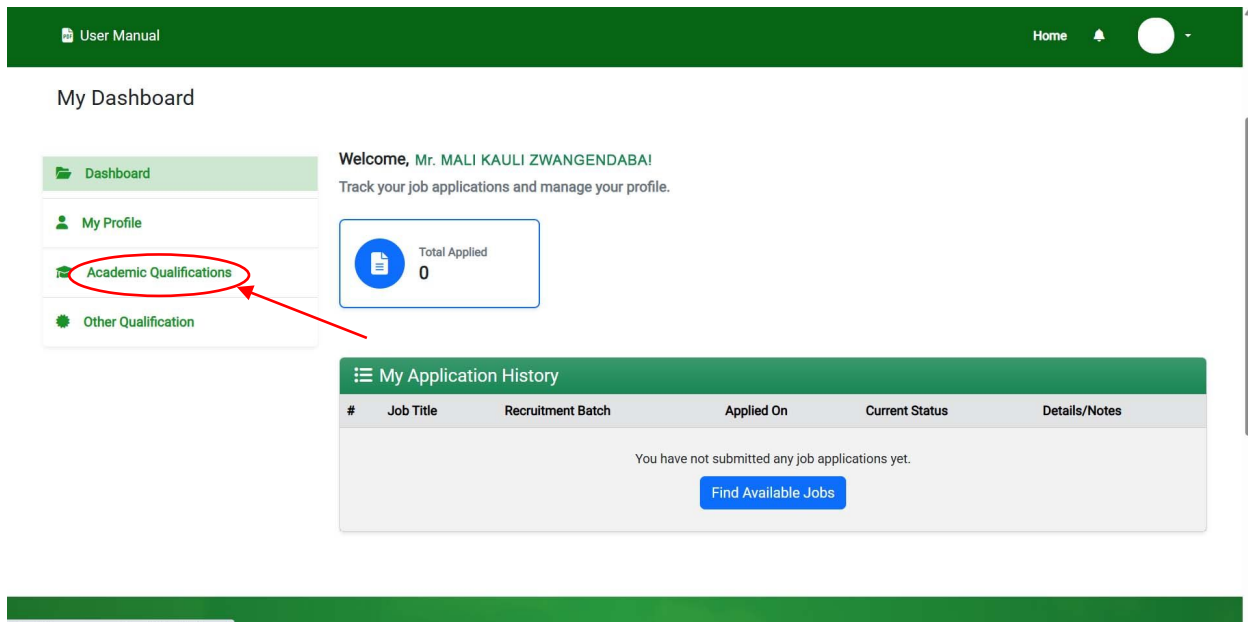 User Manual
Home
My Dashboard
Dashboard
My Profile
Academic Qualifications
Other Qualification
Welcome, Mr. MALI KAULI ZWANGENDABA!
Track your job applications and manage your profile.
Total Applied
0
My Application History
# Job Title Recruitment Batch Applied On Current Status Details/Notes
You have not submitted any job applications yet.
Find Available Jobs